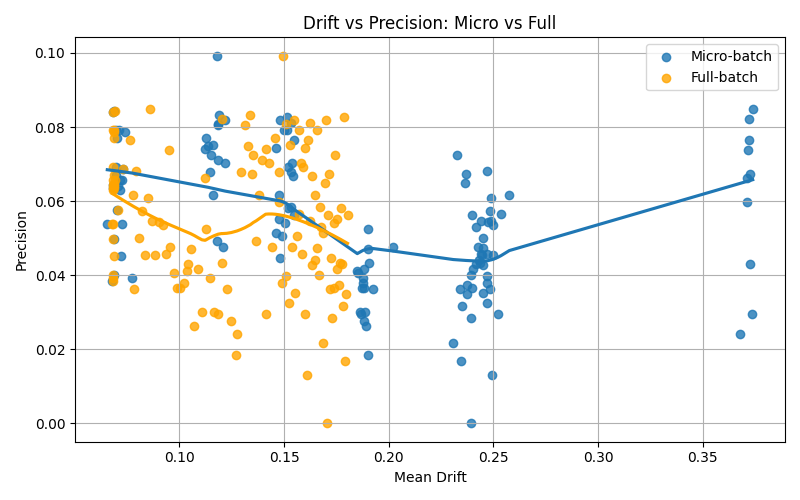 Drift vs Precision: Micro vs Full
Micro-batch
Full-batch
Precision
0.10
0.08
0.06
0.04
0.02
0.00
0.10
0.15
0.20
0.25
0.30
0.35
Mean Drift